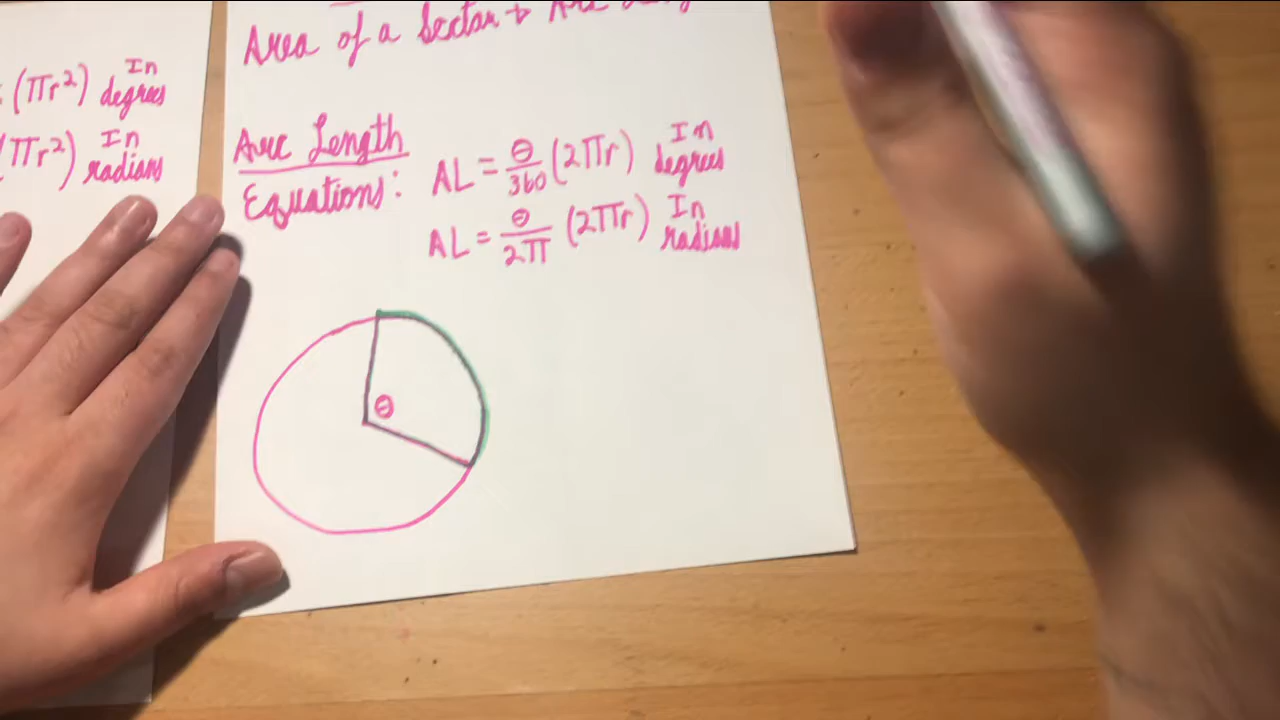 Area of a Sector + Arc
(πr²) In degrees
(πr²) In radians
Arc Length
Equations:
AL = θ/360 (2πr) In degrees
AL = θ/2π (2πr) In radians
θ